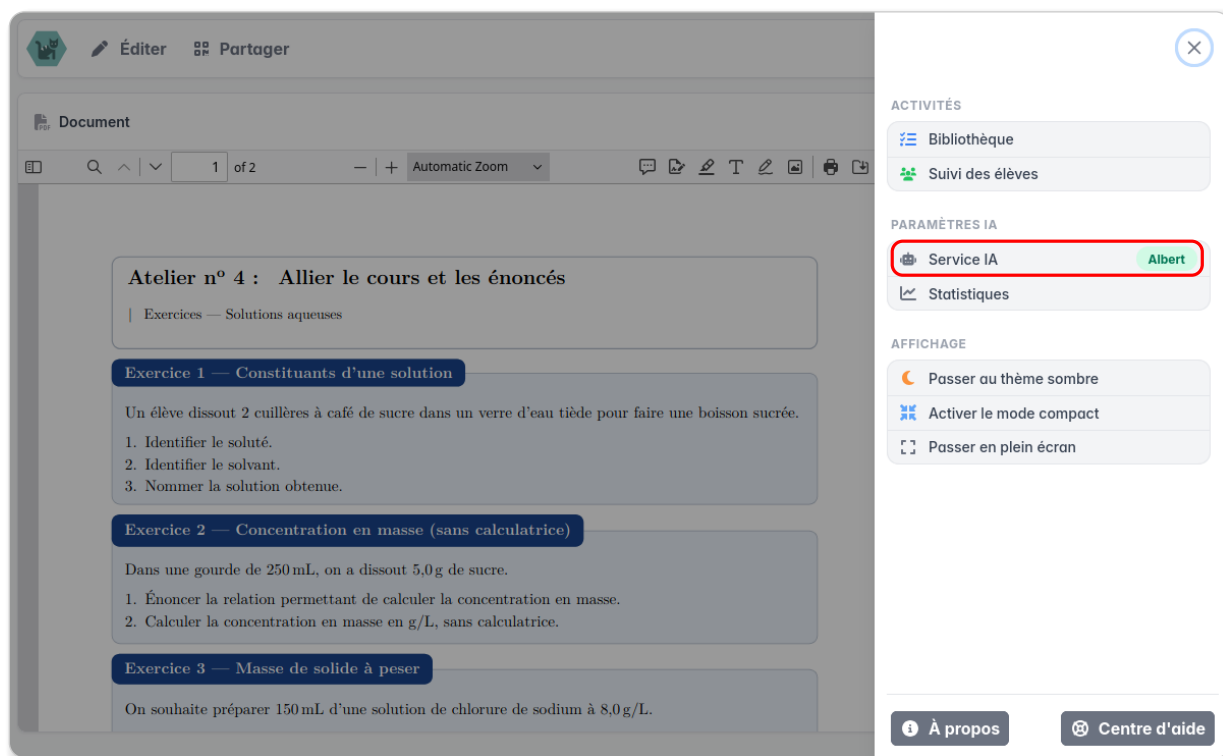 Éditer Partager
Document
1 of 2 Automatic Zoom
Atelier nº 4 : Allier le cours et les énoncés
Exercices — Solutions aqueuses
Exercice 1 — Constituants d'une solution
Un élève dissout 2 cuillères à café de sucre dans un verre d'eau tiède pour faire une boisson sucrée.
1. Identifier le soluté.
2. Identifier le solvant.
3. Nommer la solution obtenue.
Exercice 2 — Concentration en masse (sans calculatrice)
Dans une gourde de 250 mL, on a dissout 5,0 g de sucre.
1. Énoncer la relation permettant de calculer la concentration en masse.
2. Calculer la concentration en masse en g/L, sans calculatrice.
Exercice 3 — Masse de solide à peser
On souhaite préparer 150 mL d'une solution de chlorure de sodium à 8,0 g/L.
ACTIVITÉS
Bibliothèque
Suivi des élèves
PARAMÈTRES IA
Service IA Albert
Statistiques
AFFICHAGE
Passer au thème sombre
Activer le mode compact
Passer en plein écran
À propos Centre d'aide